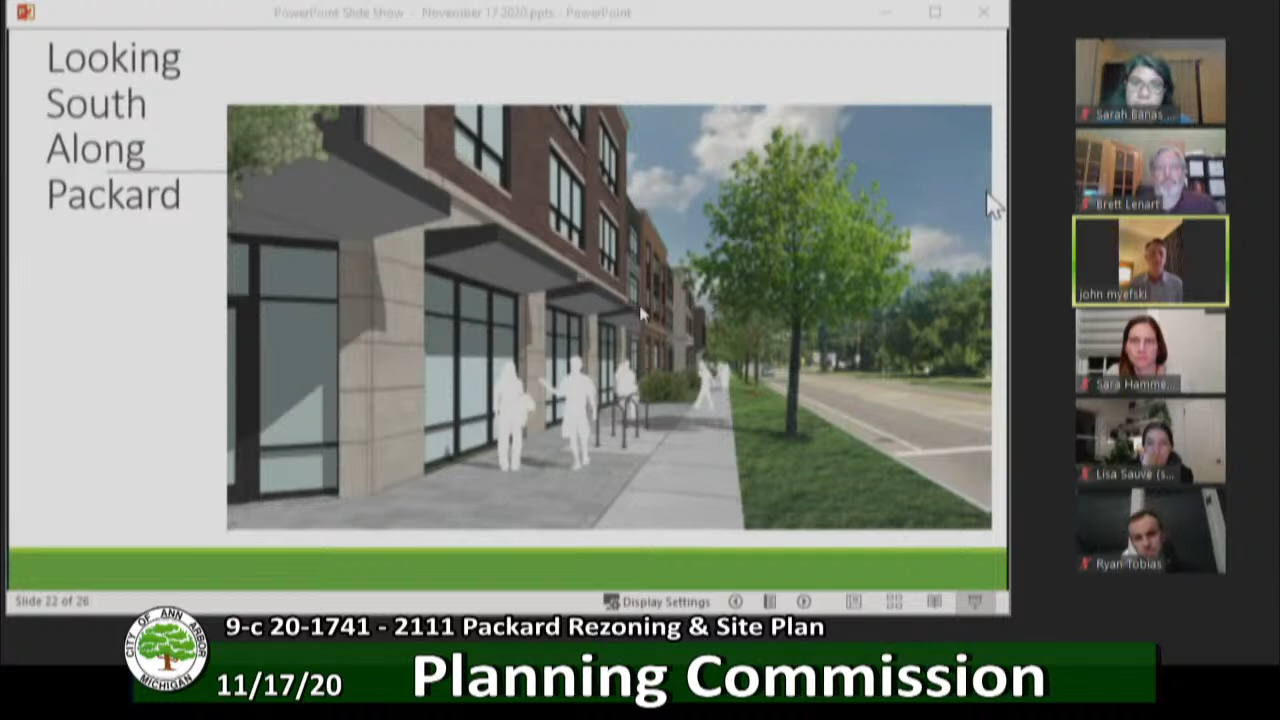 PowerPoint Slide Show - November 17 2020.pptx - PowerPoint
Looking
South
Along
Packard
Sarah Banas ...
Brett Lenart
john myefski
Sara Hamme...
Lisa Sauve (s...
Ryan Tobias
Slide 22 of 26
Display Settings
9-c 20-1741 - 2111 Packard Rezoning & Site Plan
CITY OF ANN ARBOR
MICHIGAN
11/17/20
Planning Commission